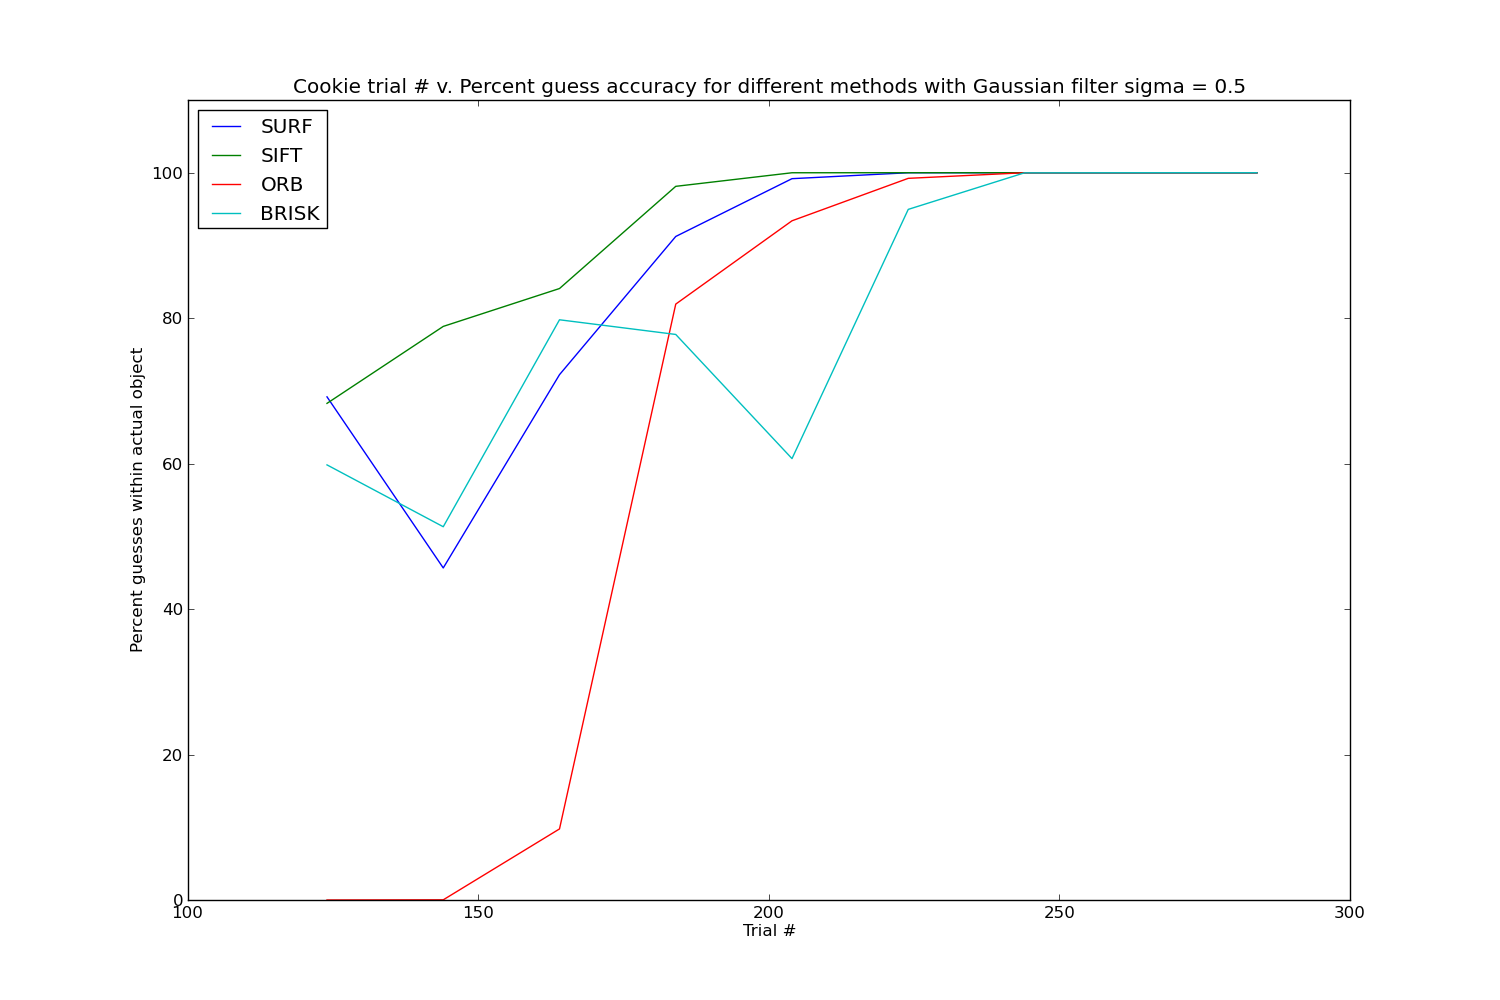 Cookie trial # v. Percent guess accuracy for different methods with Gaussian filter sigma = 0.5
SURF
SIFT
ORB
BRISK
Percent guesses within actual object
100
80
60
40
20
0
100
150
200
250
300
Trial #